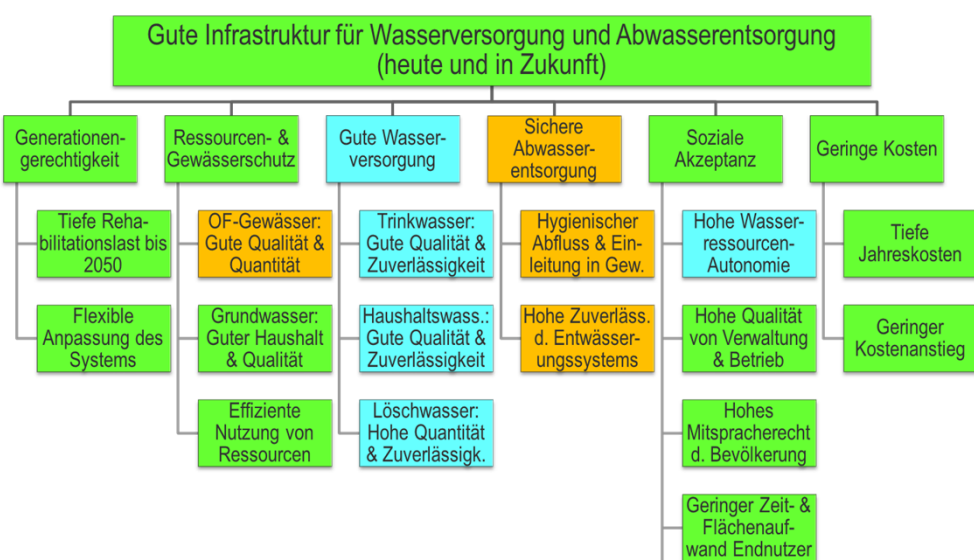 Gute Infrastruktur für Wasserversorgung und Abwasserentsorgung
(heute und in Zukunft)
Generationen-
gerechtigkeit
Tiefe Reha-
bilitationslast bis
2050
Flexible
Anpassung des
Systems
Ressourcen- &
Gewässerschutz
OF-Gewässer:
Gute Qualität &
Quantität
Grundwasser:
Guter Haushalt
& Qualität
Effiziente
Nutzung von
Ressourcen
Gute Wasser-
versorgung
Trinkwasser:
Gute Qualität &
Zuverlässigkeit
Haushaltswass.:
Gute Qualität &
Zuverlässigkeit
Löschwasser:
Hohe Quantität
& Zuverlässigk.
Sichere
Abwasser-
entsorgung
Hygienischer
Abfluss & Ein-
leitung in Gew.
Hohe Zuverläss.
d. Entwässer-
ungssystems
Soziale
Akzeptanz
Hohe Wasser-
ressourcen-
Autonomie
Hohe Qualität
von Verwaltung
& Betrieb
Hohes
Mitspracherecht
d. Bevölkerung
Geringer Zeit- &
Flächenauf-
wand Endnutzer
Geringe Kosten
Tiefe
Jahreskosten
Geringer
Kostenanstieg